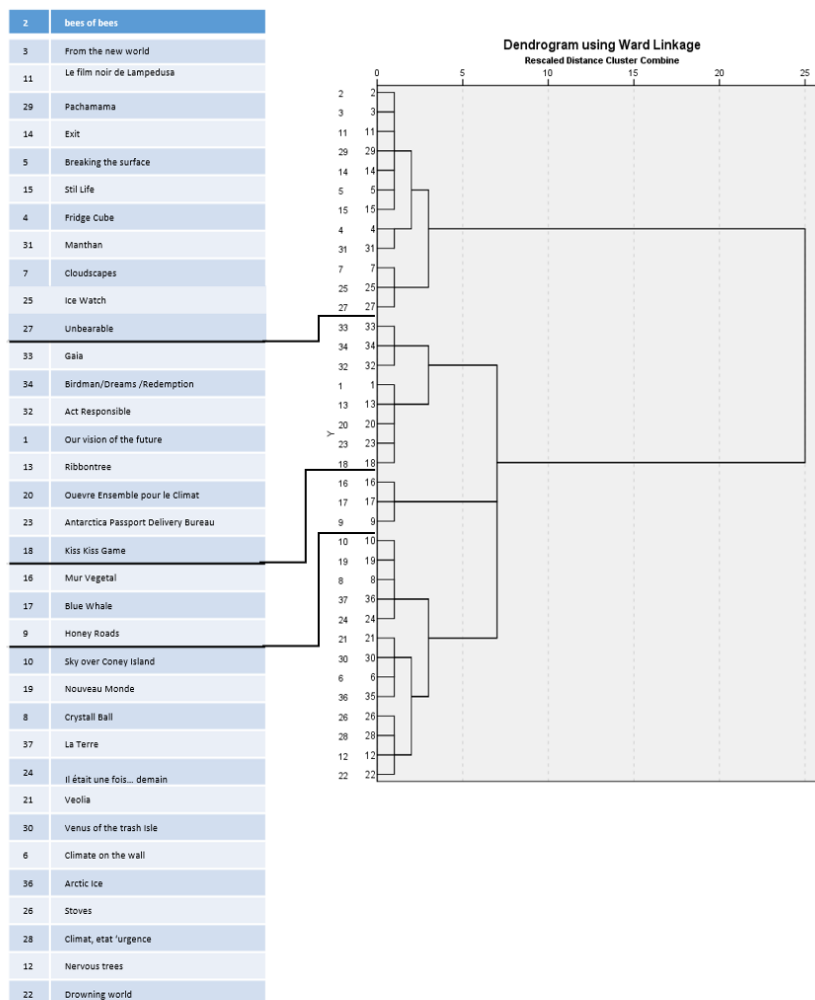 2 bees of bees
3 From the new world
11 Le film noir de Lampedusa
29 Pachamama
14 Exit
5 Breaking the surface
15 Stil Life
4 Fridge Cube
31 Manthan
7 Cloudscapes
25 Ice Watch
27 Unbearable
33 Gaia
34 Birdman/Dreams /Redemption
32 Act Responsible
1 Our vision of the future
13 Ribbontree
20 Ouevre Ensemble pour le Climat
23 Antarctica Passport Delivery Bureau
18 Kiss Kiss Game
16 Mur Vegetal
17 Blue Whale
9 Honey Roads
10 Sky over Coney Island
19 Nouveau Monde
8 Crystall Ball
37 La Terre
24 Il était une fois... demain
21 Veolia
30 Venus of the trash Isle
6 Climate on the wall
36 Arctic Ice
26 Stoves
28 Climat, etat ‘urgence
12 Nervous trees
22 Drowning world
Dendrogram using Ward Linkage
Rescaled Distance Cluster Combine
0 5 10 15 20 25
2 2
3 3
11 11
29 29
14 14
5 5
15 15
4 4
31 31
7 7
25 25
27 27
33 33
34 34
32 32
1 1
13 13
20 20
Y
23 23
18 18
16 16
17 17
9 9
10 10
19 19
8 8
37 36
24 24
21 21
30 30
6 6
36 35
26 26
28 28
12 12
22 22